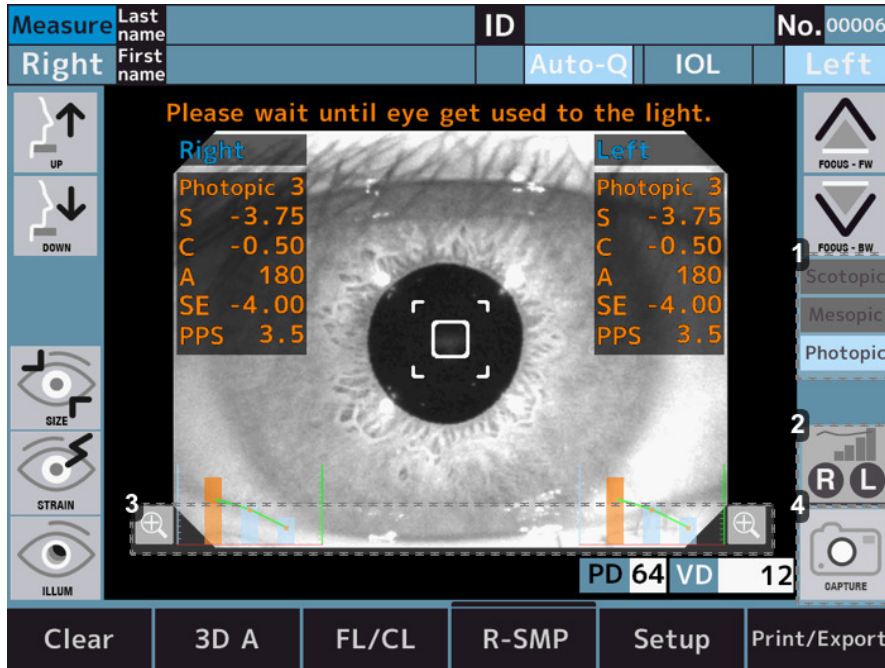 Measure Last name ID No. 00006
Right First name Auto-Q IOL Left
Please wait until eye get used to the light.
UP
DOWN
SIZE
STRAIN
ILLUM
Right
Photopic 3
S -3.75
C -0.50
A 180
SE -4.00
PPS 3.5
Left
Photopic 3
S -3.75
C -0.50
A 180
SE -4.00
PPS 3.5
FOCUS - FW
FOCUS - BW
1
Scotopic
Mesopic
Photopic
2
R L
3
4
CAPTURE
PD 64 VD 12
Clear 3D A FL/CL R-SMP Setup Print/Export